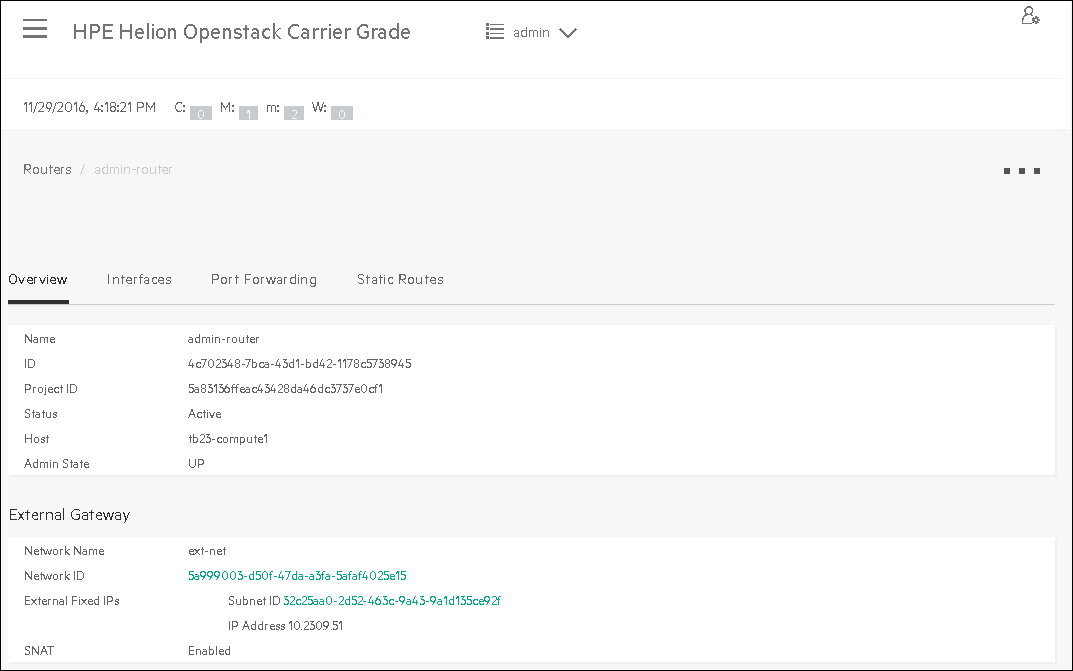 HPE Helion Openstack Carrier Grade admin
11/29/2016, 4:18:21 PM C: 0 M: 1 m: 2 W: 0
Routers / admin-router
Overview Interfaces Port Forwarding Static Routes
Name admin-router
ID 4c702348-7bca-43d1-bd42-1178c5738945
Project ID 5a83136ffeac43428da46dc3737e0cf1
Status Active
Host tb23-compute1
Admin State UP
External Gateway
Network Name ext-net
Network ID 5a999003-d50f-47da-a3fa-5afaf4025e15
External Fixed IPs Subnet ID 32c25aa0-2d52-463c-9a43-9a1d135ce92f
IP Address 10.2309.51
SNAT Enabled